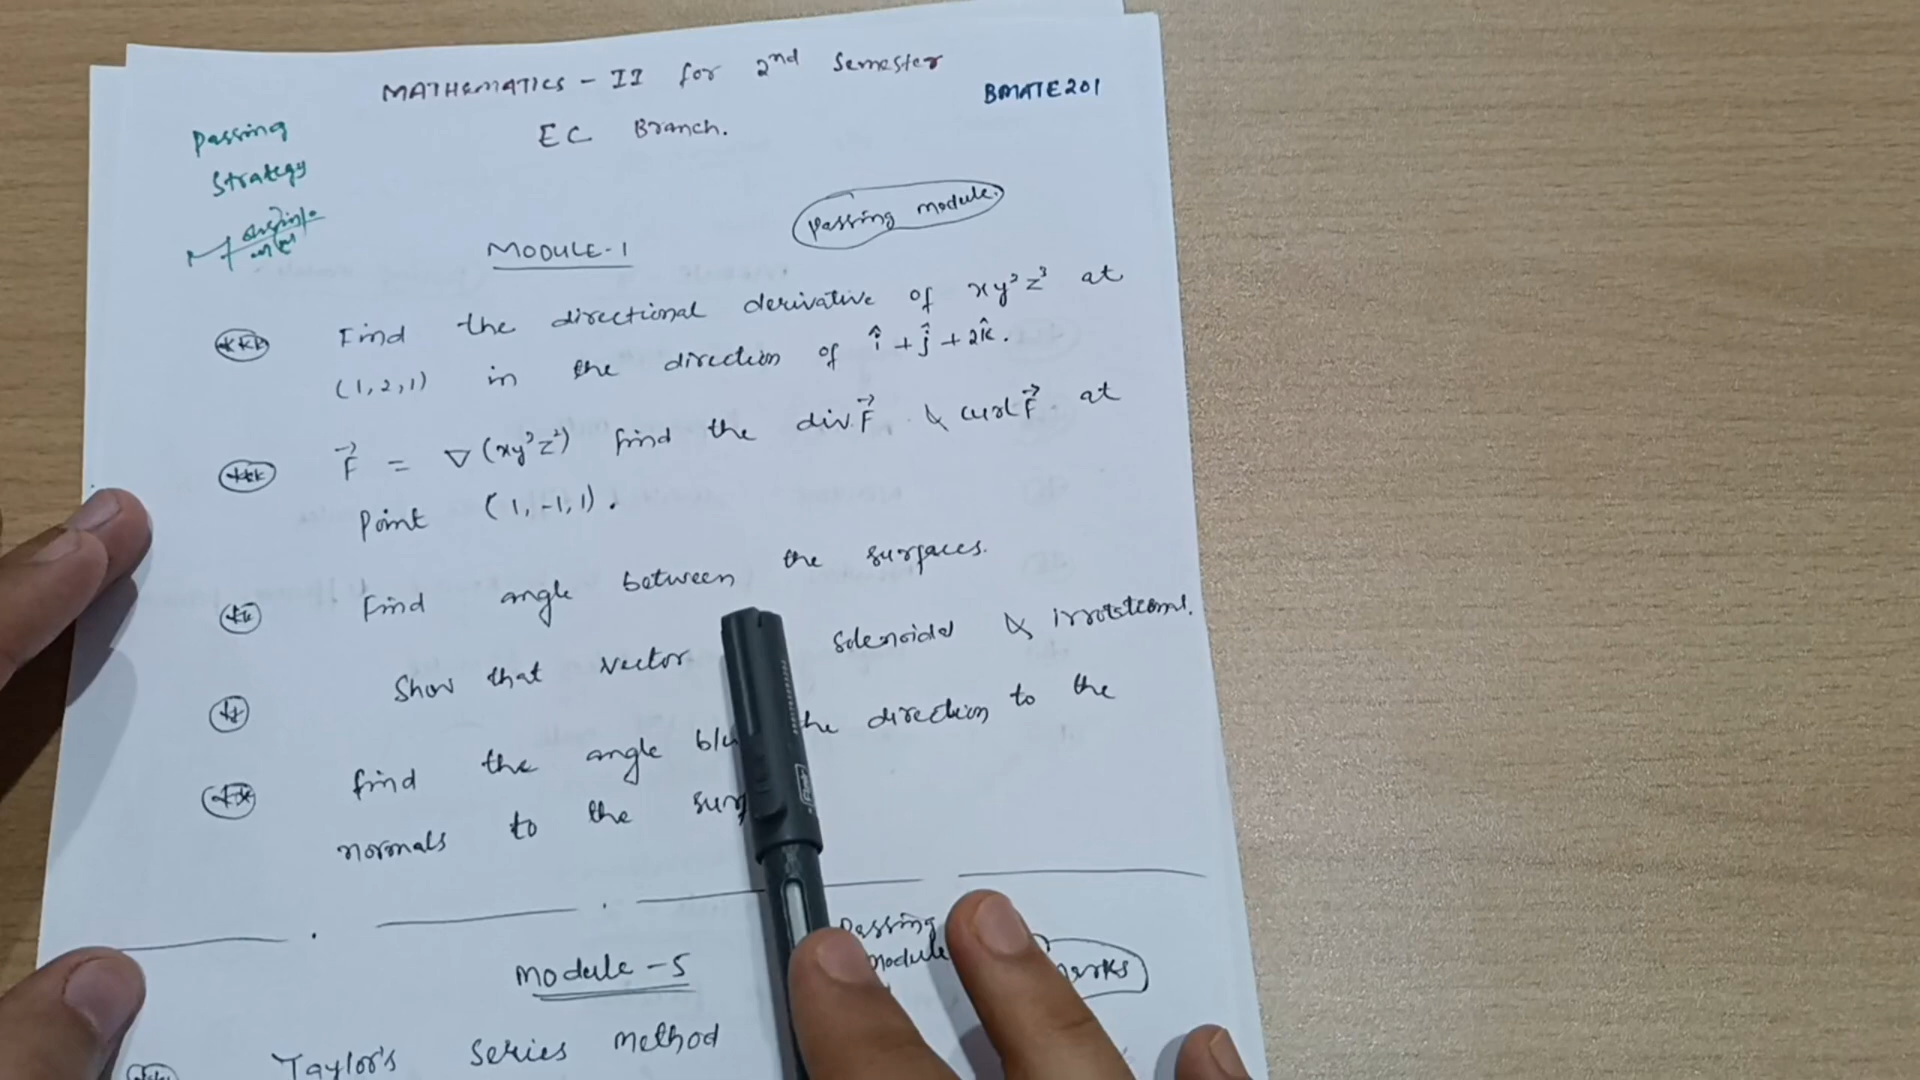 MATHEMATICS - II for 2nd Semester
BMATE201
EC Branch.
Passing
Strategy
Passing module.
MODULE-1
*** Find the directional derivative of xy²z³ at
(1,2,1) in the direction of î + ĵ + 2k̂.
*** F⃗ = ∇(xy³z²) find the div.F⃗ & curl F⃗ at
point (1,-1,1).
** Find angle between the surfaces.
** Show that vector solenoidal & irrotational.
** find the angle b/w the direction to the
normals to the
Module - 5
Passing
Module
Taylor's Series method